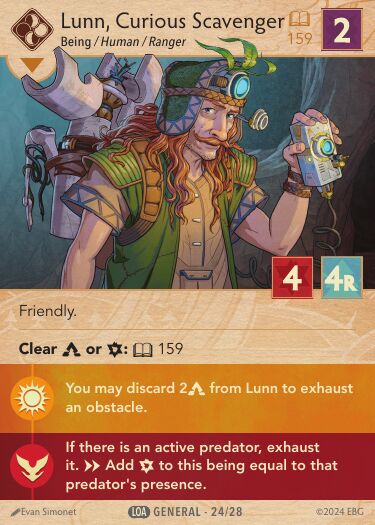 Lunn, Curious Scavenger
159
2
Being / Human / Ranger
4
4R
Friendly.
Clear or : 159
You may discard 2 from Lunn to exhaust
an obstacle.
If there is an active predator, exhaust
it. Add to this being equal to that
predator's presence.
Evan Simonet
LOA GENERAL - 24/28
©2024 EBG